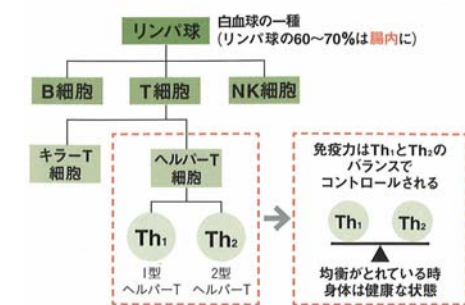 リンパ球
白血球の一種
(リンパ球の60〜70%は腸内に)
B細胞
T細胞
NK細胞
キラーT
細胞
ヘルパーT
細胞
Th₁
Th₂
1型
ヘルパーT
2型
ヘルパーT
免疫力はTh₁とTh₂の
バランスで
コントロールされる
Th₁
Th₂
均衡がとれている時
身体は健康な状態